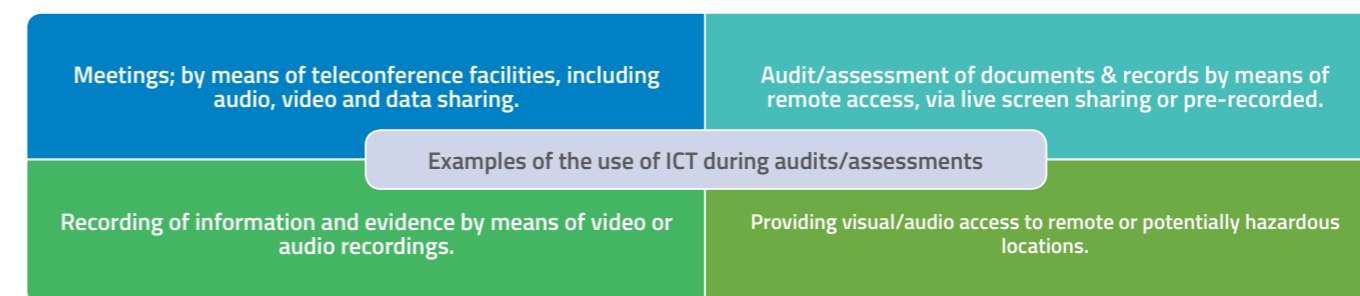 Meetings; by means of teleconference facilities, including
audio, video and data sharing.
Audit/assessment of documents & records by means of
remote access, via live screen sharing or pre-recorded.
Examples of the use of ICT during audits/assessments
Recording of information and evidence by means of video or
audio recordings.
Providing visual/audio access to remote or potentially hazardous
locations.